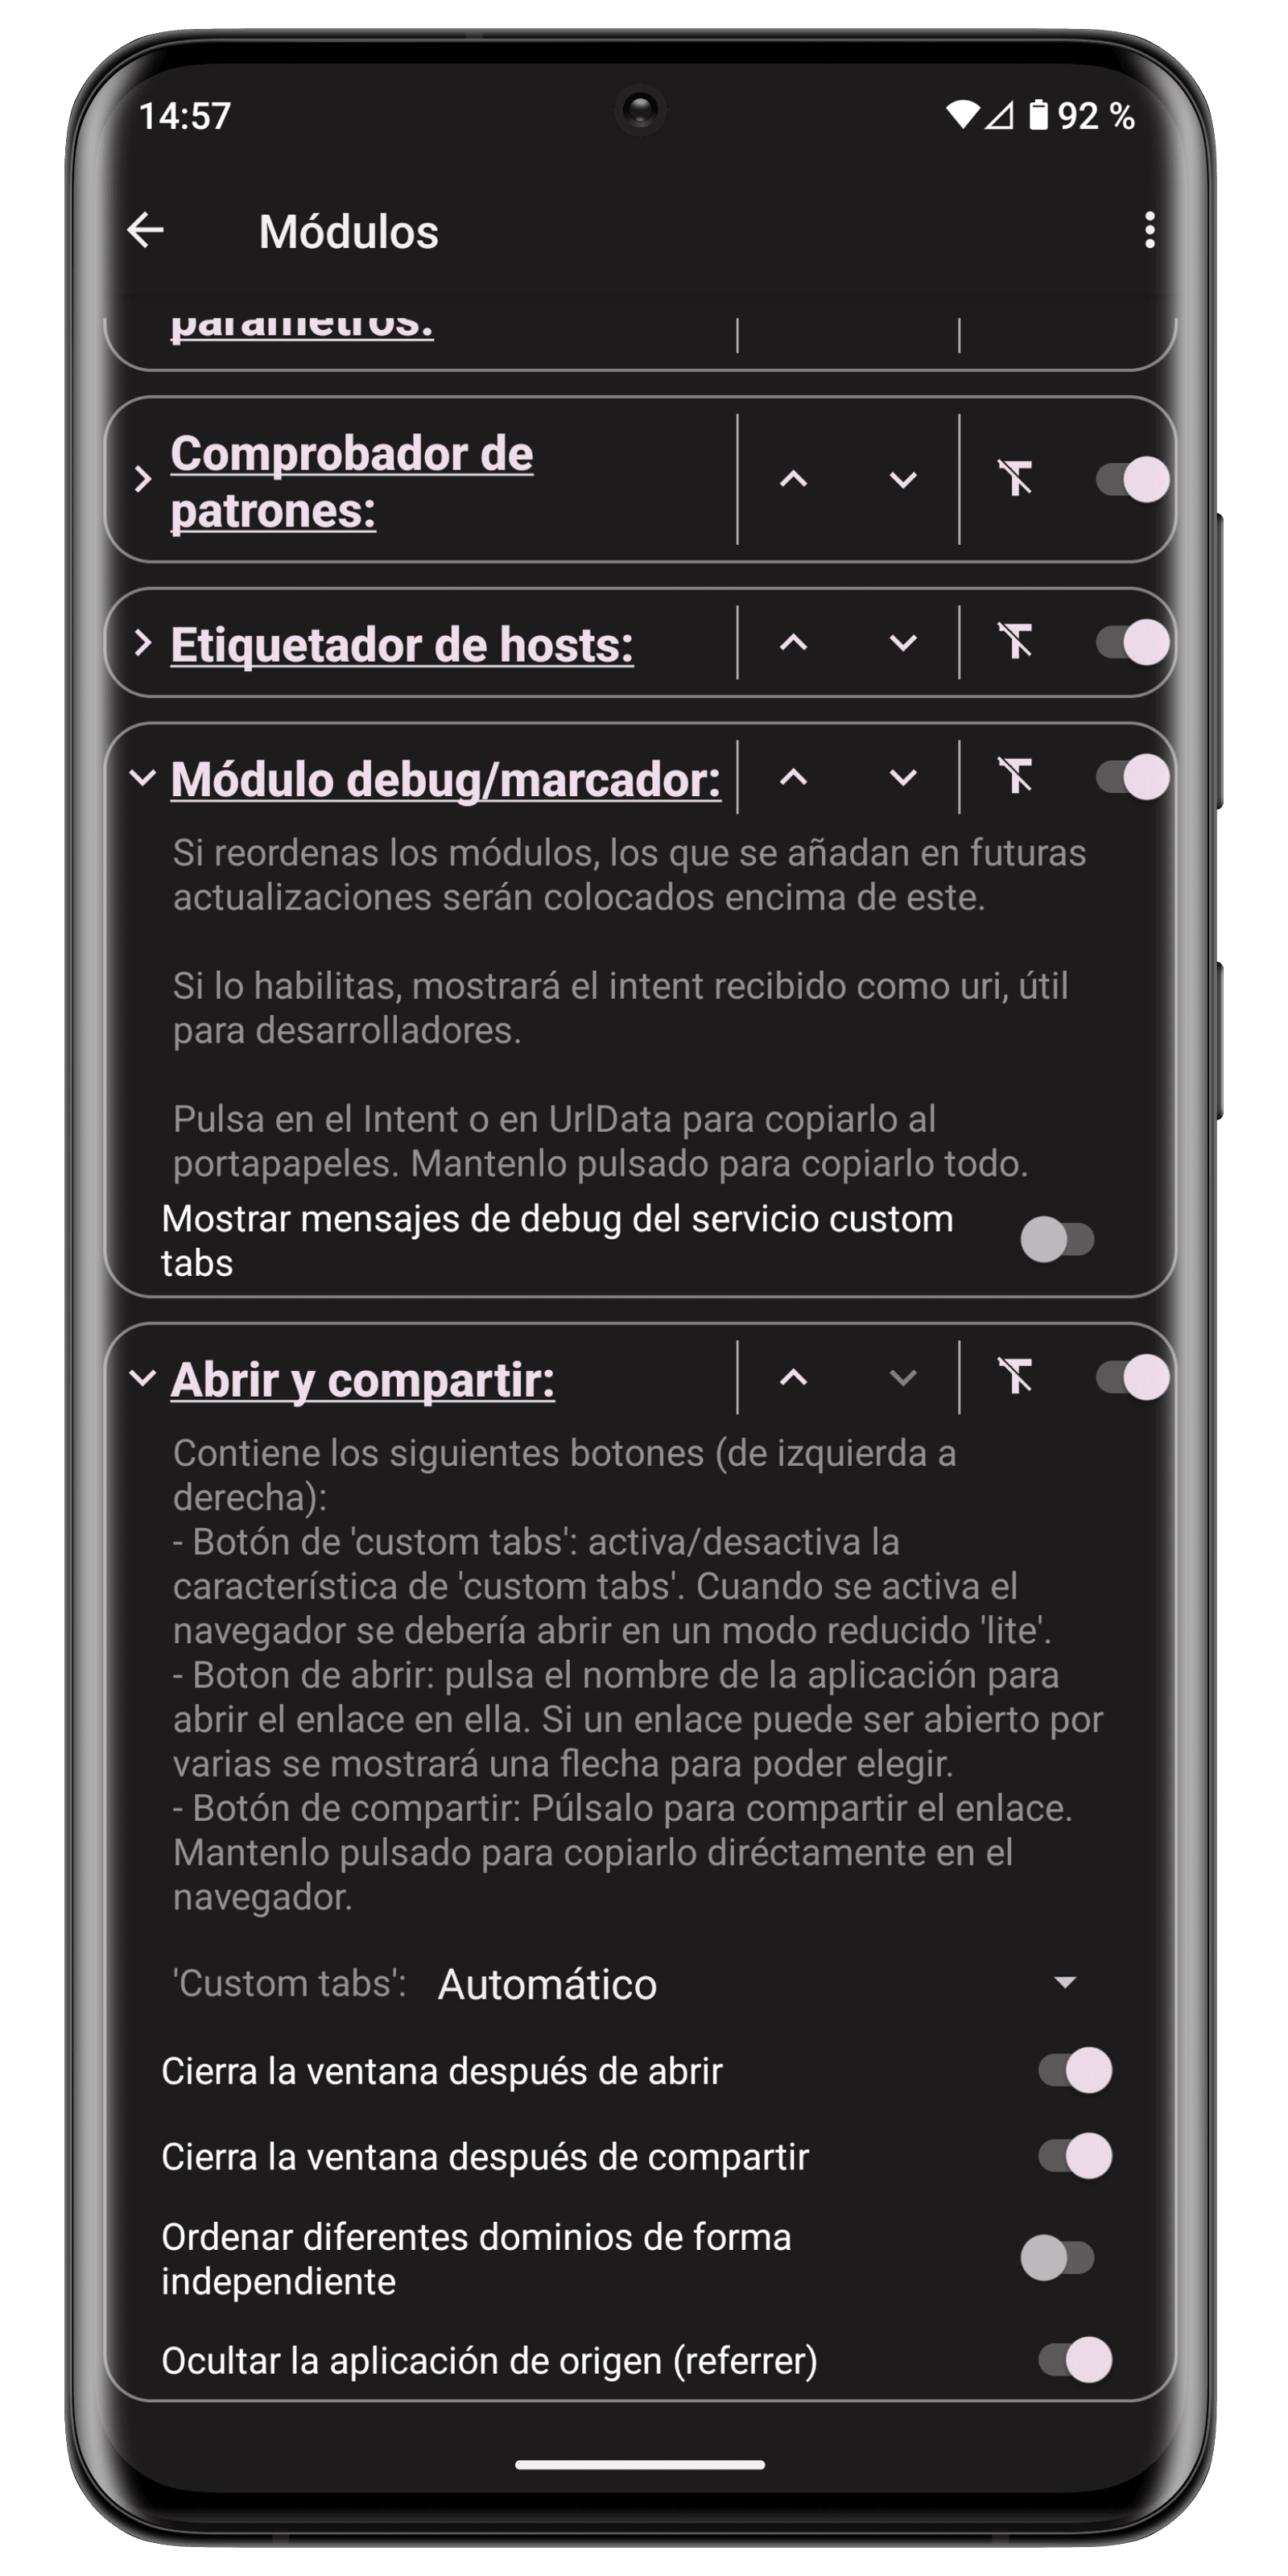 14:57
92 %
Módulos
parámetros:
Comprobador de
patrones:
Etiquetador de hosts:
Módulo debug/marcador:
Si reordenas los módulos, los que se añadan en futuras
actualizaciones serán colocados encima de este.
Si lo habilitas, mostrará el intent recibido como uri, útil
para desarrolladores.
Pulsa en el Intent o en UrlData para copiarlo al
portapapeles. Mantenlo pulsado para copiarlo todo.
Mostrar mensajes de debug del servicio custom
tabs
Abrir y compartir:
Contiene los siguientes botones (de izquierda a
derecha):
- Botón de 'custom tabs': activa/desactiva la
característica de 'custom tabs'. Cuando se activa el
navegador se debería abrir en un modo reducido 'lite'.
- Boton de abrir: pulsa el nombre de la aplicación para
abrir el enlace en ella. Si un enlace puede ser abierto por
varias se mostrará una flecha para poder elegir.
- Botón de compartir: Púlsalo para compartir el enlace.
Mantenlo pulsado para copiarlo diréctamente en el
navegador.
'Custom tabs': Automático
Cierra la ventana después de abrir
Cierra la ventana después de compartir
Ordenar diferentes dominios de forma
independiente
Ocultar la aplicación de origen (referrer)